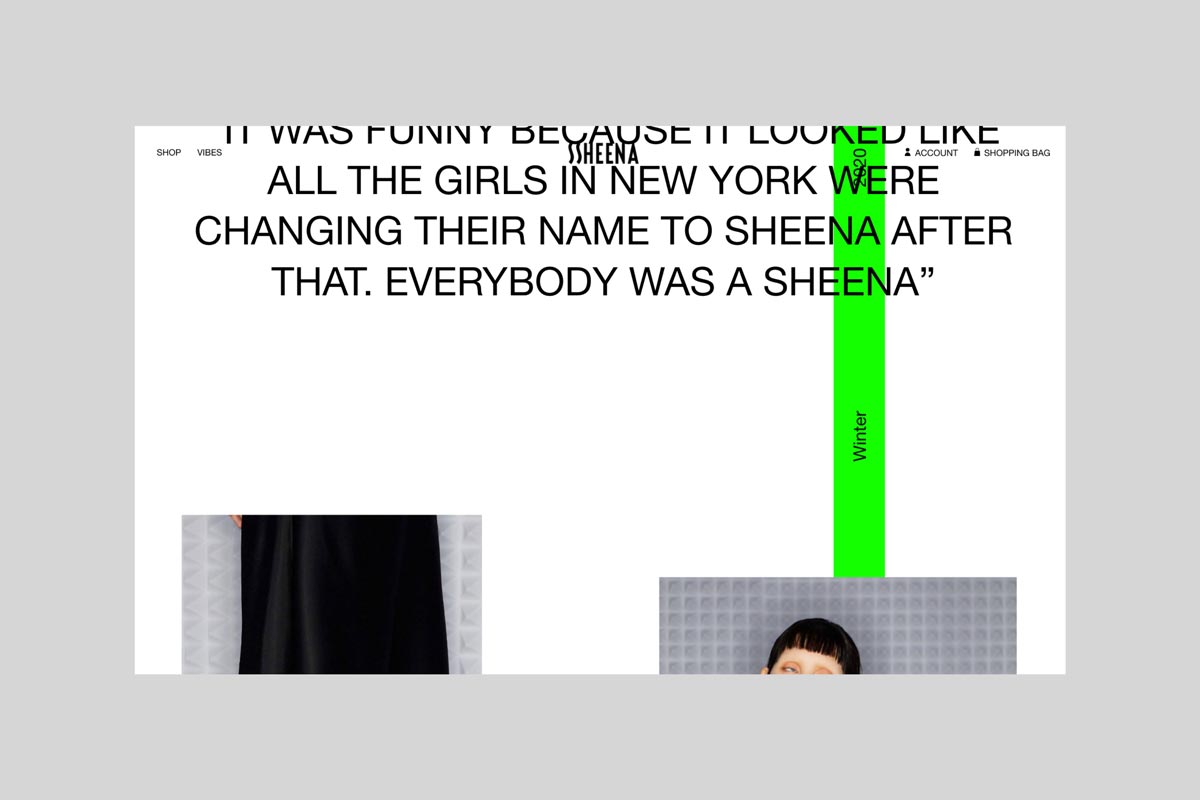 "IT WAS FUNNY BECAUSE IT LOOKED LIKE
SHOP
VIBES
SSHEENA
2020
ACCOUNT
SHOPPING BAG
ALL THE GIRLS IN NEW YORK WERE
CHANGING THEIR NAME TO SHEENA AFTER
THAT. EVERYBODY WAS A SHEENA”
Winter